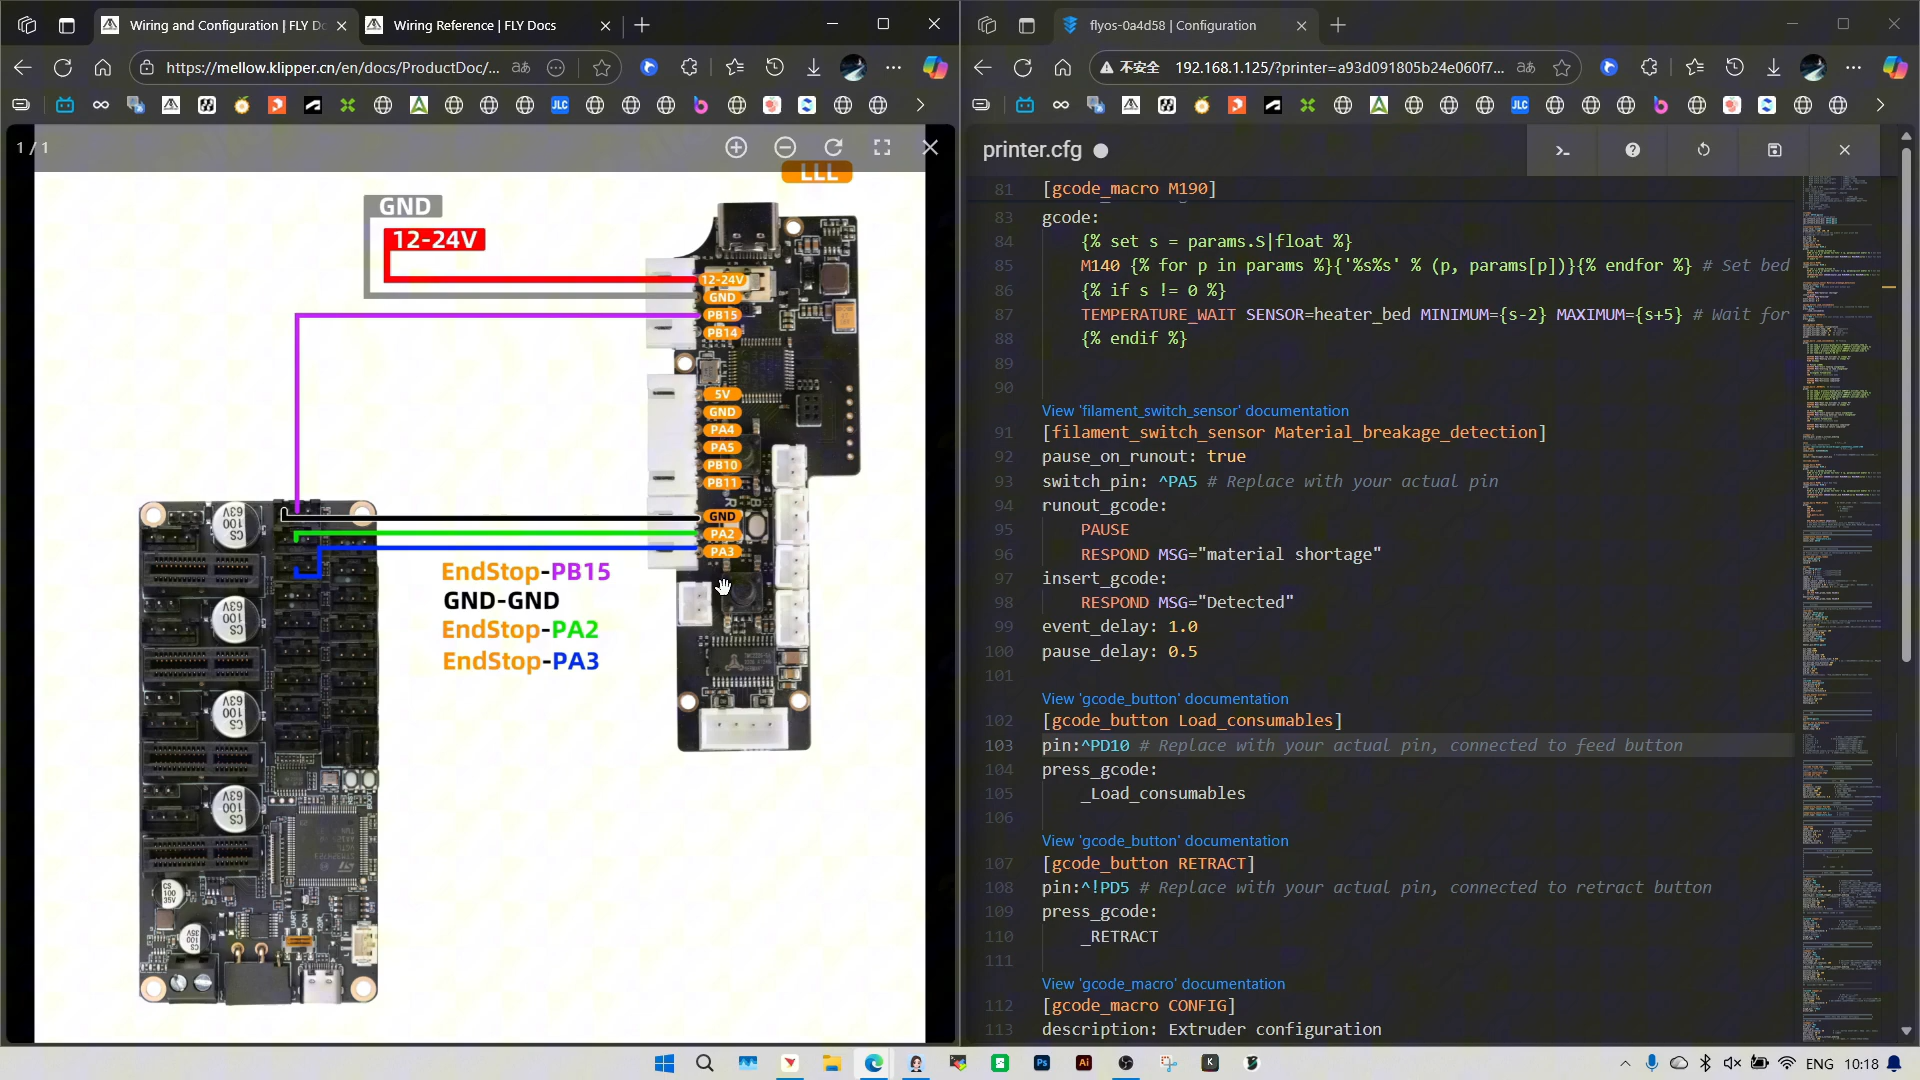 Wiring and Configuration | FLY Dc
Wiring Reference | FLY Docs
https://mellow.klipper.cn/en/docs/ProductDoc/...
1 / 1
LLL
GND
12-24V
12-24V
GND
PB15
PB14
5V
GND
PA4
PA5
PB10
PB11
GND
PA2
PA3
EndStop-PB15
GND-GND
EndStop-PA2
EndStop-PA3
flyos-0a4d58 | Configuration
不安全 192.168.1.125/?printer=a93d091805b24e060f7...
JLC
JLC
printer.cfg
81 [gcode_macro M190]
83 gcode:
84 {% set s = params.S|float %}
85 M140 {% for p in params %}{'%s%s' % (p, params[p])}{% endfor %} # Set bed
86 {% if s != 0 %}
87 TEMPERATURE_WAIT SENSOR=heater_bed MINIMUM={s-2} MAXIMUM={s+5} # Wait for
88 {% endif %}
89
90
View 'filament_switch_sensor' documentation
91 [filament_switch_sensor Material_breakage_detection]
92 pause_on_runout: true
93 switch_pin: ^PA5 # Replace with your actual pin
94 runout_gcode:
95 PAUSE
96 RESPOND MSG="material shortage"
97 insert_gcode:
98 RESPOND MSG="Detected"
99 event_delay: 1.0
100 pause_delay: 0.5
101
View 'gcode_button' documentation
102 [gcode_button Load_consumables]
103 pin:^PD10 # Replace with your actual pin, connected to feed button
104 press_gcode:
105 _Load_consumables
106
View 'gcode_button' documentation
107 [gcode_button RETRACT]
108 pin:^!PD5 # Replace with your actual pin, connected to retract button
109 press_gcode:
110 _RETRACT
111
View 'gcode_macro' documentation
112 [gcode_macro CONFIG]
113 description: Extruder configuration
ENG 10:18